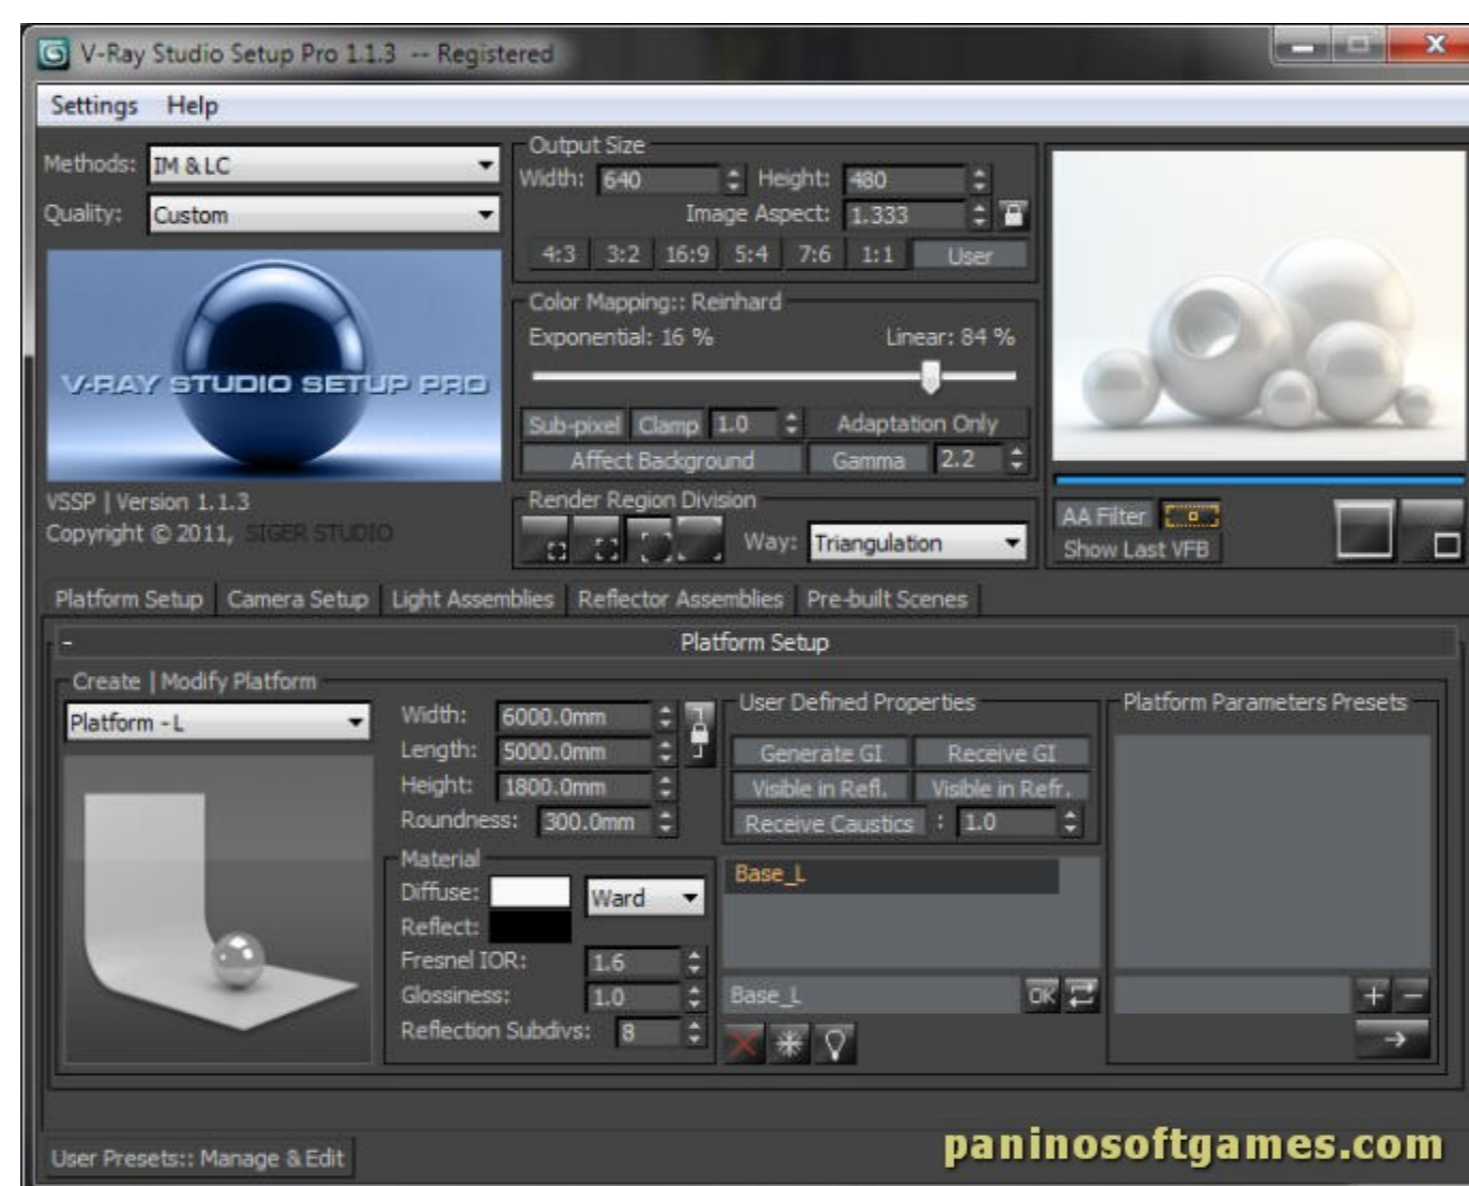 V-Ray Studio Setup Pro 1.1.3 -- Registered
Settings Help
Methods: IM & LC
Quality: Custom
V-RAY STUDIO SETUP PRO
VSSP | Version 1.1.3
Copyright © 2011, SIGER STUDIO
Output Size
Width: 640 Height: 480
Image Aspect: 1.333
4:3 3:2 16:9 5:4 7:6 1:1 User
Color Mapping:: Reinhard
Exponential: 16 % Linear: 84 %
Sub-pixel Clamp 1.0 Adaptation Only
Affect Background Gamma 2.2
Render Region Division
Way: Triangulation
AA Filter
Show Last VFB
Platform Setup Camera Setup Light Assemblies Reflector Assemblies Pre-built Scenes
- Platform Setup
Create | Modify Platform
Platform - L
Width: 6000.0mm
Length: 5000.0mm
Height: 1800.0mm
Roundness: 300.0mm
Material
Diffuse: Ward
Reflect:
Fresnel IOR: 1.6
Glossiness: 1.0
Reflection Subdivs: 8
User Defined Properties
Generate GI Receive GI
Visible in Refl. Visible in Refr.
Receive Caustics : 1.0
Base_L
Base_L OK
Platform Parameters Presets
+ -
User Presets:: Manage & Edit
paninosoftgames.com